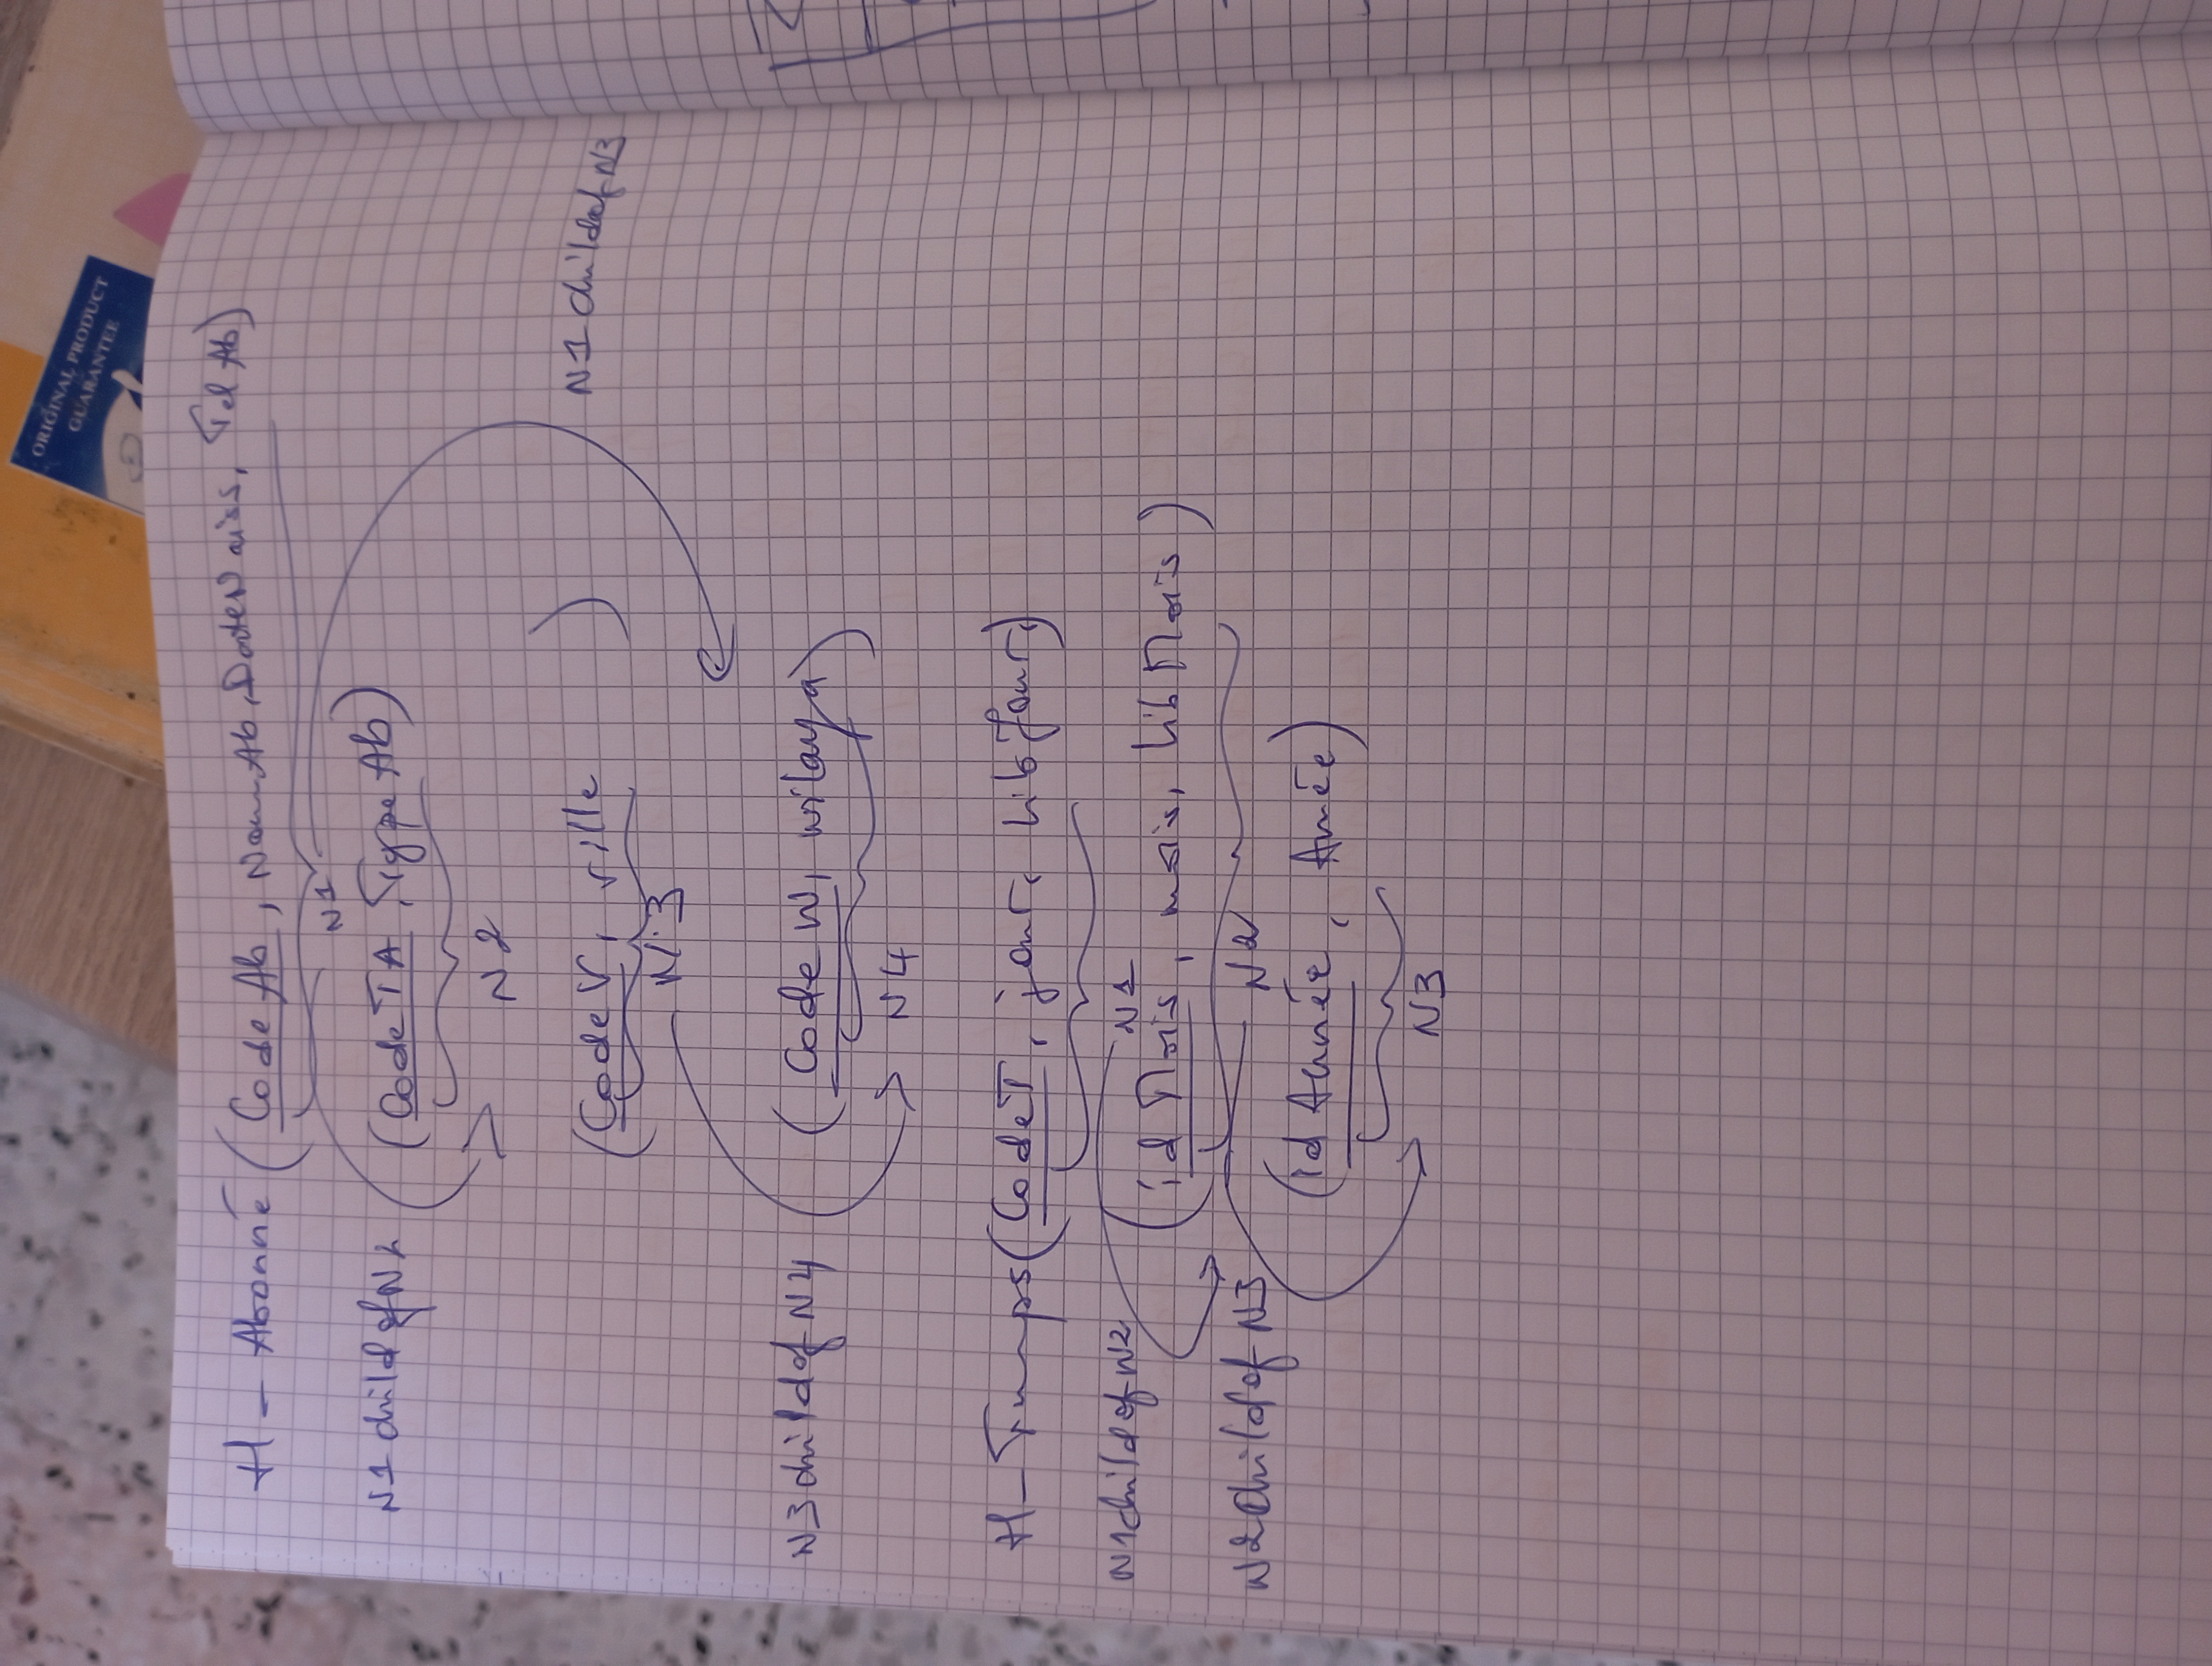 H - Abonné (CodeAb, NomAb, DateNaiss, TelAb)
N1
N1 child of N2
(CodeTA, TypeAb)
N2
(CodeV, ville )
N3
N1 child of N3
N3 child of N4
(CodeW, wilaya)
N4
H - Temps (CodeT, jour, libJour)
N1
N1 child of N2
(idMois, mois, libMois)
N2
N2 child of N3
(idAnnée, Année)
N3
ORIGINAL PRODUCT
GUARANTEE